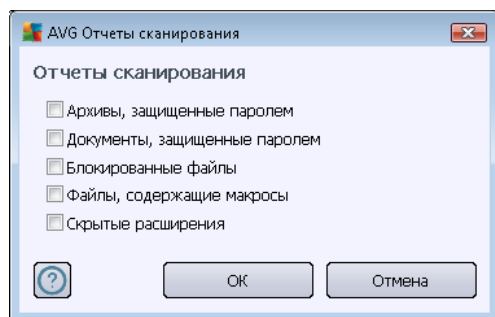 AVG Отчеты сканирования
Отчеты сканирования
Архивы, защищенные паролем
Документы, защищенные паролем
Блокированные файлы
Файлы, содержащие макросы
Скрытые расширения
?
ОК
Отмена